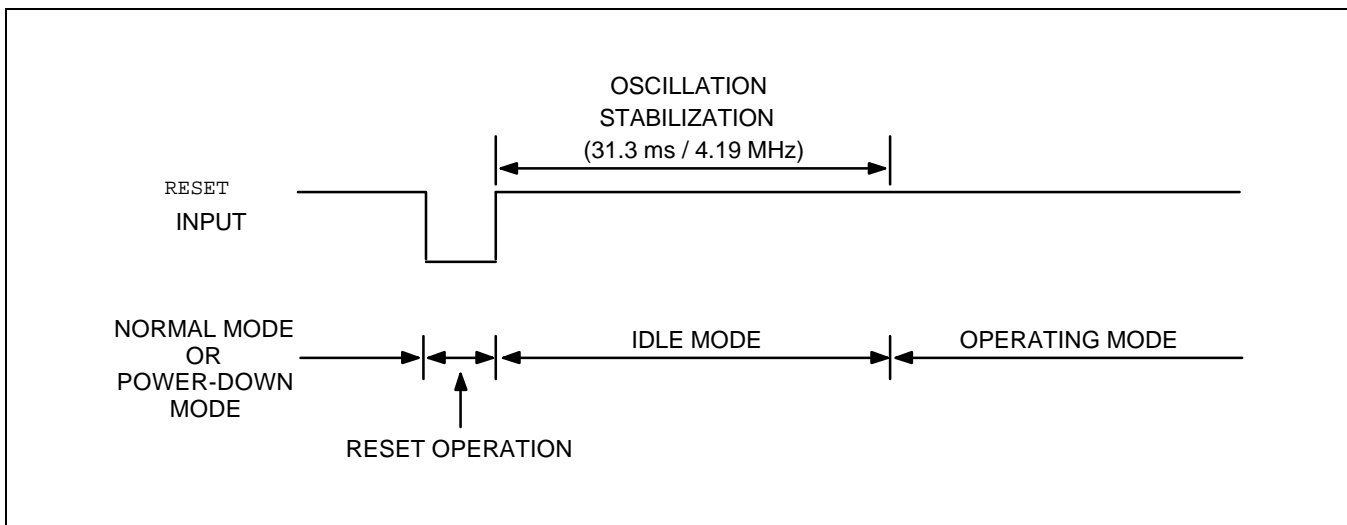 OSCILLATION
STABILIZATION
(31.3 ms / 4.19 MHz)
RESET
INPUT
NORMAL MODE
OR
POWER-DOWN
MODE
IDLE MODE
OPERATING MODE
RESET OPERATION